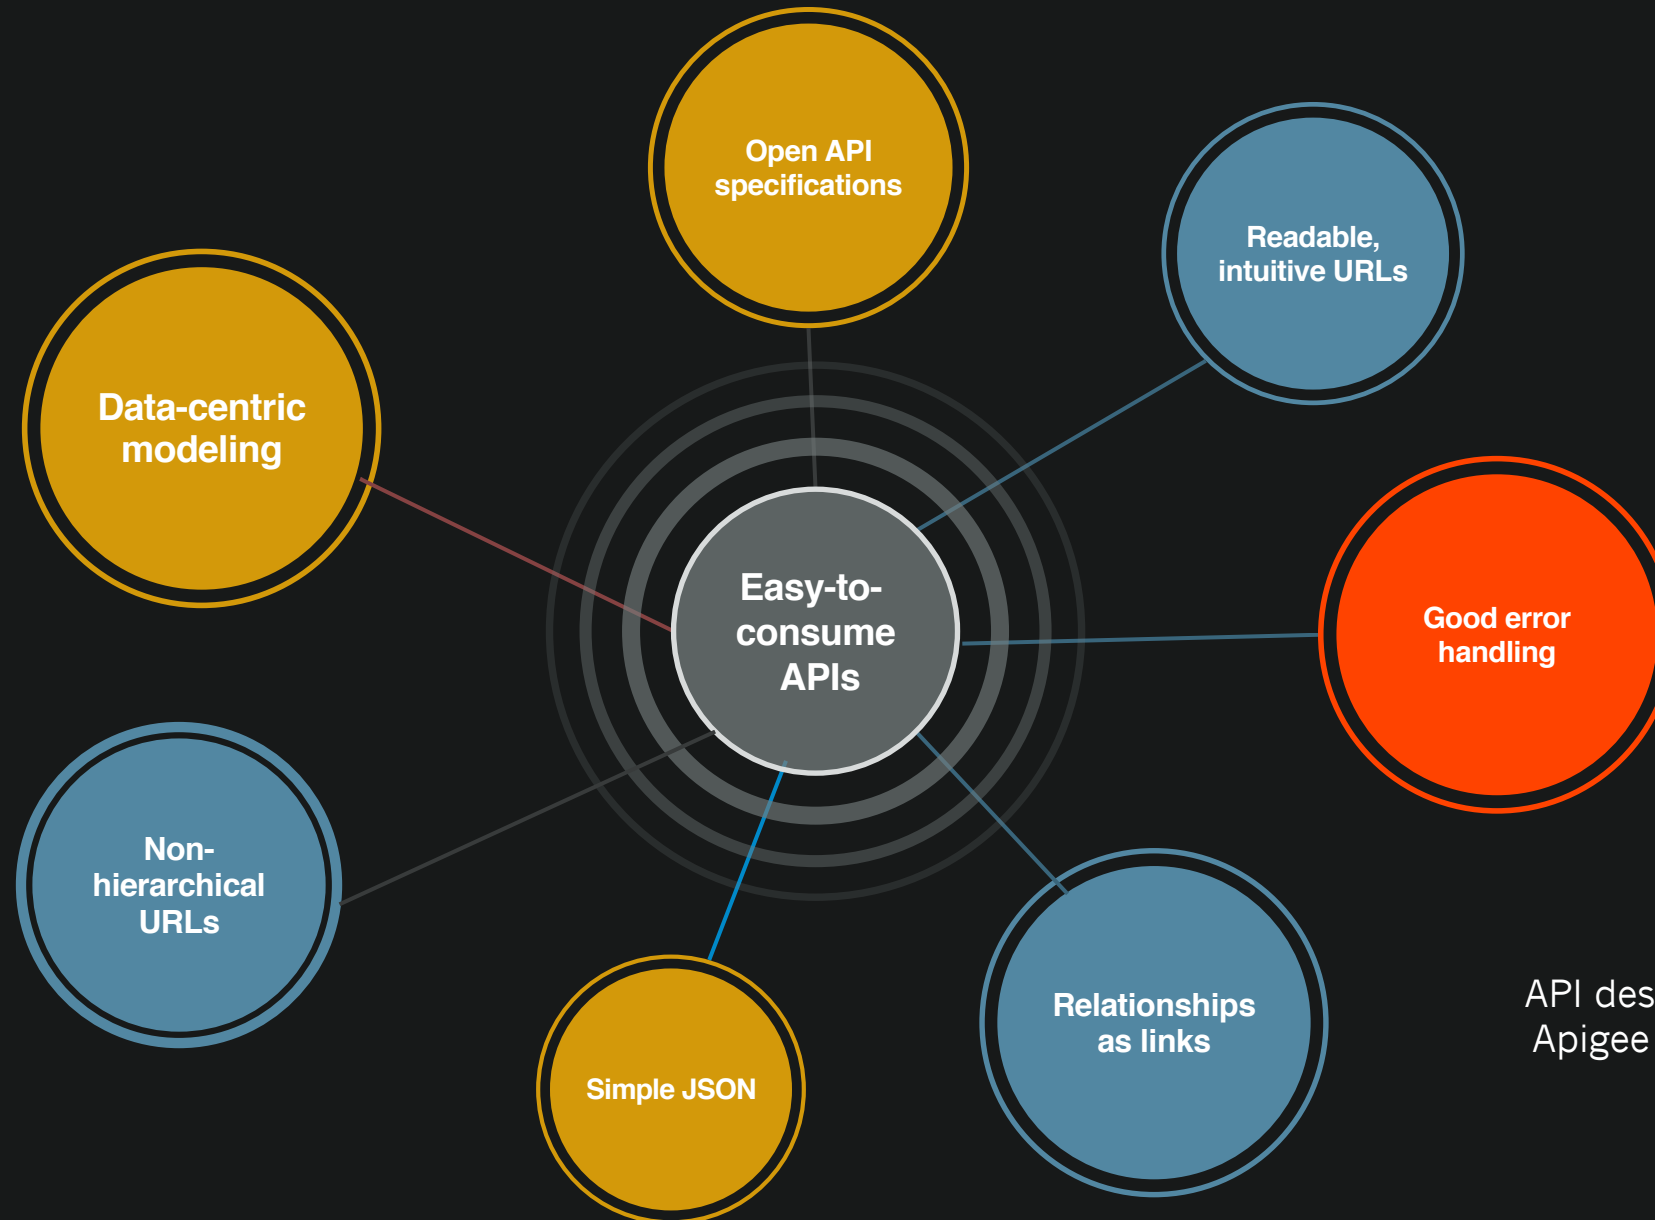 Open API
specifications
Readable,
intuitive URLs
Data-centric
modeling
Easy-to-
consume
APIs
Good error
handling
Non-
hierarchical
URLs
Relationships
as links
Simple JSON
API des
Apigee